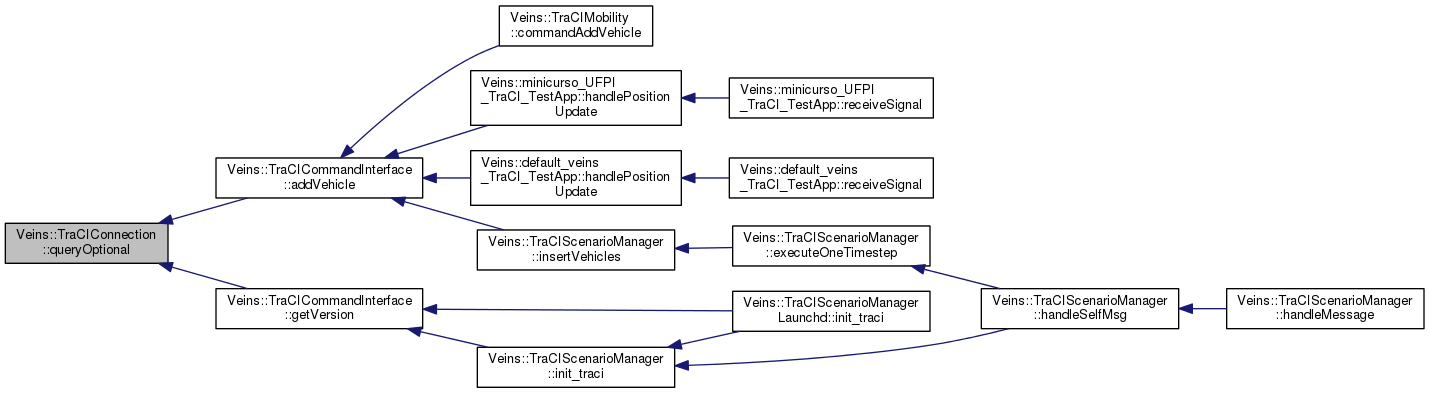 Veins::TraCIMobility
::commandAddVehicle
Veins::minicurso_UFPI
_TraCI_TestApp::handlePosition
Update
Veins::minicurso_UFPI
_TraCI_TestApp::receiveSignal
Veins::TraCICommandInterface
::addVehicle
Veins::default_veins
_TraCI_TestApp::handlePosition
Update
Veins::default_veins
_TraCI_TestApp::receiveSignal
Veins::TraCIConnection
::queryOptional
Veins::TraCIScenarioManager
::insertVehicles
Veins::TraCIScenarioManager
::executeOneTimestep
Veins::TraCICommandInterface
::getVersion
Veins::TraCIScenarioManager
Launchd::init_traci
Veins::TraCIScenarioManager
::handleSelfMsg
Veins::TraCIScenarioManager
::handleMessage
Veins::TraCIScenarioManager
::init_traci